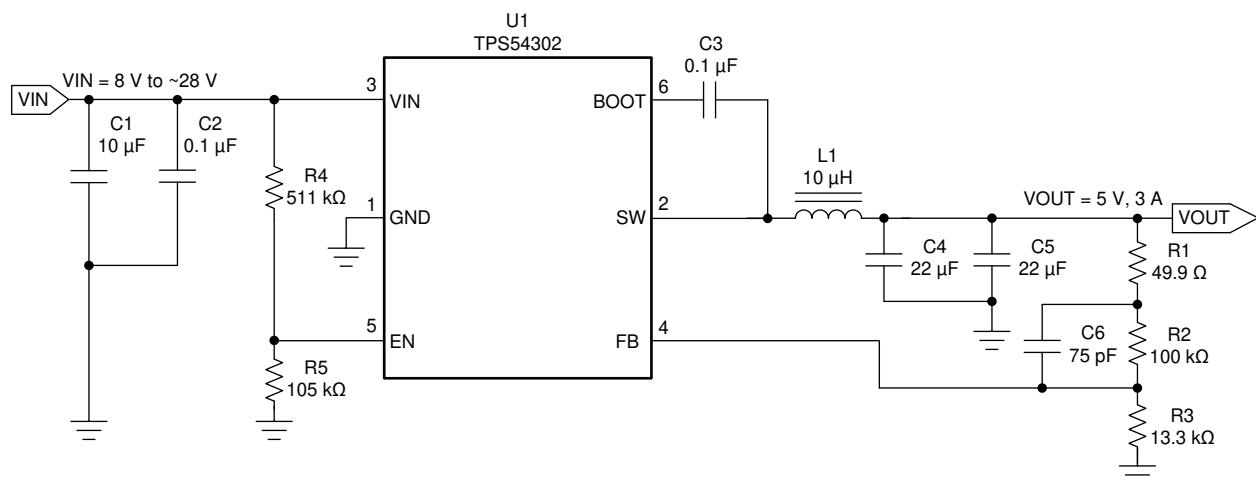 U1
TPS54302
C3
0.1 µF
VIN = 8 V to ~28 V
VIN
3
VIN
BOOT
6
C1
10 µF
C2
0.1 µF
R4
511 kΩ
L1
10 µH
1
GND
SW
2
VOUT = 5 V, 3 A
VOUT
C4
22 µF
C5
22 µF
R1
49.9 Ω
5
EN
FB
4
C6
75 pF
R2
100 kΩ
R5
105 kΩ
R3
13.3 kΩ